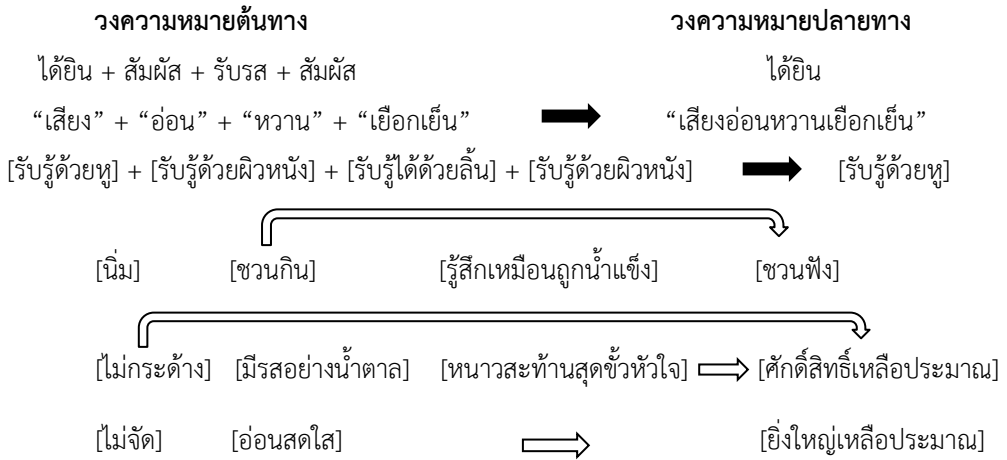 วงความหมายต้นทาง วงความหมายปลายทาง
ได้ยิน + สัมผัส + รับรส + สัมผัส ได้ยิน
“เสียง” + “อ่อน” + “หวาน” + “เยือกเย็น” “เสียงอ่อนหวานเยือกเย็น”
[รับรู้ด้วยหู] + [รับรู้ด้วยผิวหนัง] + [รับรู้ได้ด้วยลิ้น] + [รับรู้ด้วยผิวหนัง] [รับรู้ด้วยหู]
[นิ่ม] [ชวนกิน] [รู้สึกเหมือนถูกน้ำแข็ง] [ชวนฟัง]
[ไม่กระด้าง] [มีรสอย่างน้ำตาล] [หนาวสะท้านสุดขั้วหัวใจ] [ศักดิ์สิทธิ์เหลือประมาณ]
[ไม่จัด] [อ่อนสดใส] [ยิ่งใหญ่เหลือประมาณ]